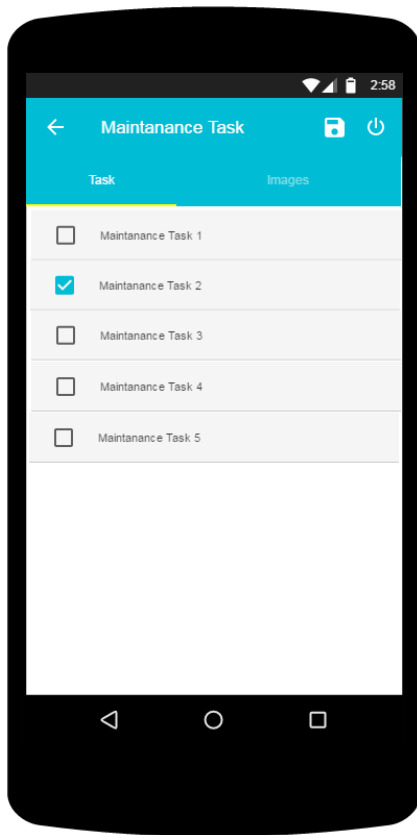 2:58
Maintanance Task
Task Images
Maintanance Task 1
Maintanance Task 2
Maintanance Task 3
Maintanance Task 4
Maintanance Task 5